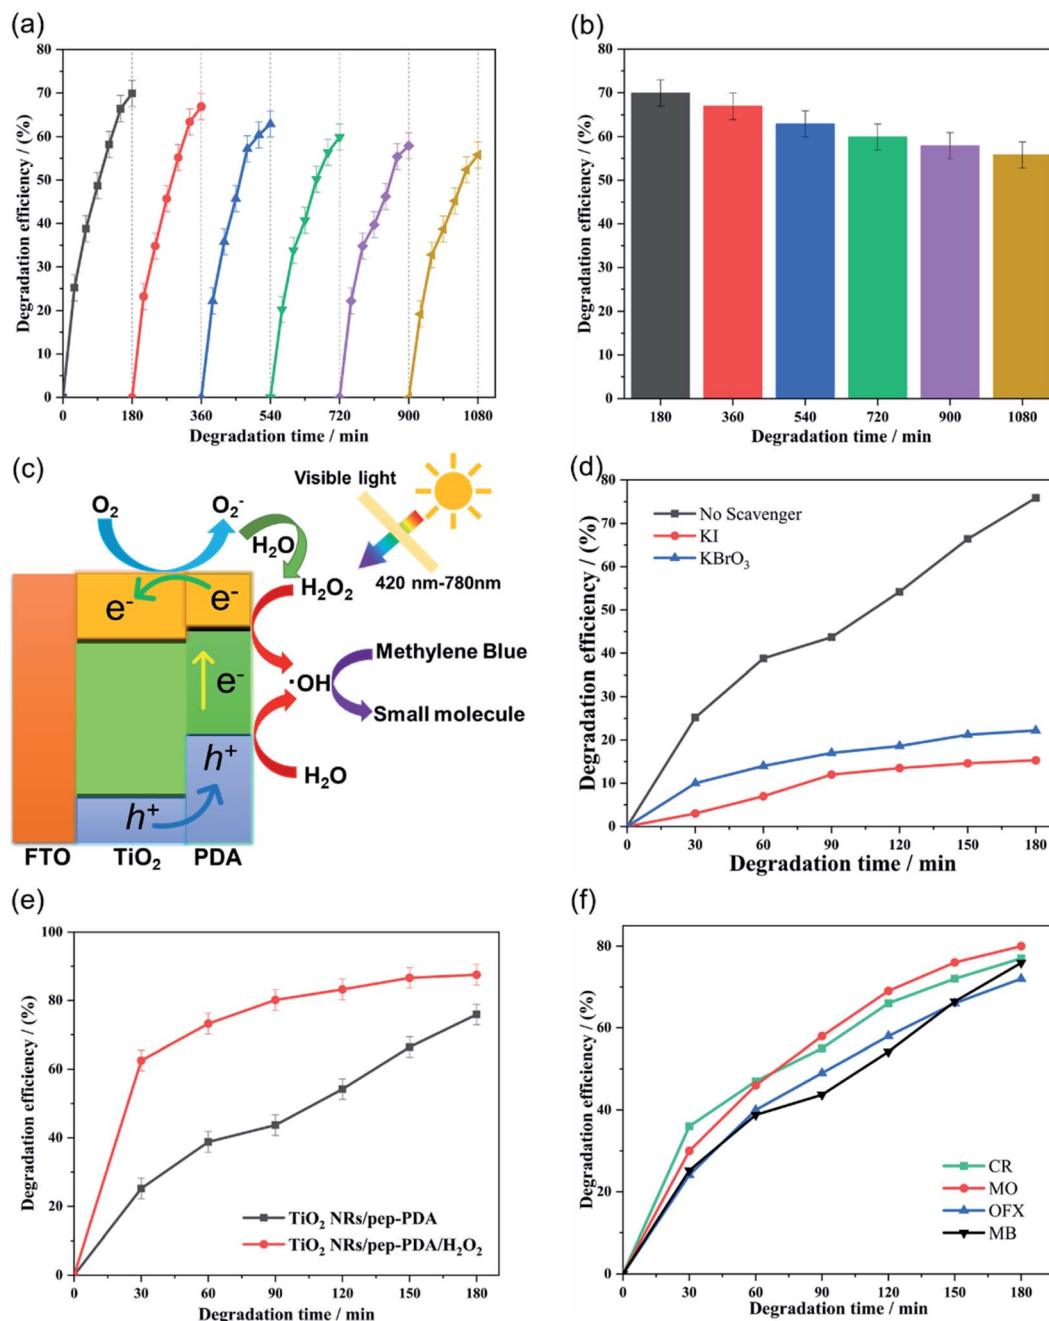 (a)
80
70
60
50
40
30
20
10
0
Degradation efficiency / (%)
0 180 360 540 720 900 1080
Degradation time / min
(b)
80
70
60
50
40
30
20
10
0
Degradation efficiency / (%)
180 360 540 720 900 1080
Degradation time / min
(c)
Visible light
O₂ O₂⁻
H₂O
420 nm-780nm
H₂O₂
e⁻ e⁻
Methylene Blue
·OH
e⁻
Small molecule
h⁺
H₂O
h⁺
FTO TiO₂ PDA
(d)
80
70
60
50
40
30
20
10
0
Degradation efficiency / (%)
No Scavenger
KI
KBrO₃
0 30 60 90 120 150 180
Degradation time / min
(e)
100
80
60
40
20
0
Degradation efficiency / (%)
TiO₂ NRs/pep-PDA
TiO₂ NRs/pep-PDA/H₂O₂
0 30 60 90 120 150 180
Degradation time / min
(f)
80
60
40
20
0
Degradation efficiency / (%)
CR
MO
OFX
MB
0 30 60 90 120 150 180
Degradation time / min